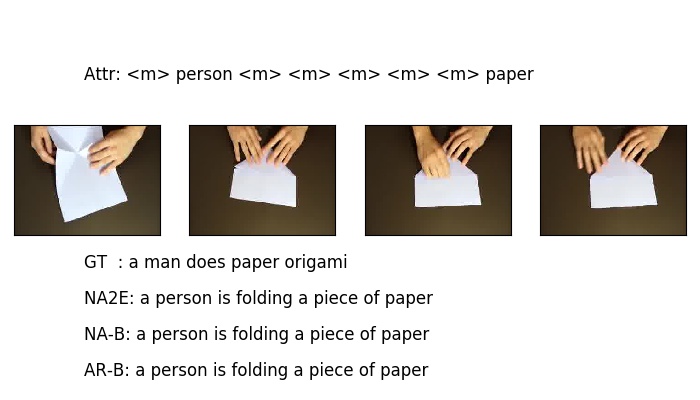 Attr: <m> person <m> <m> <m> <m> <m> paper
GT : a man does paper origami
NA2E: a person is folding a piece of paper
NA-B: a person is folding a piece of paper
AR-B: a person is folding a piece of paper